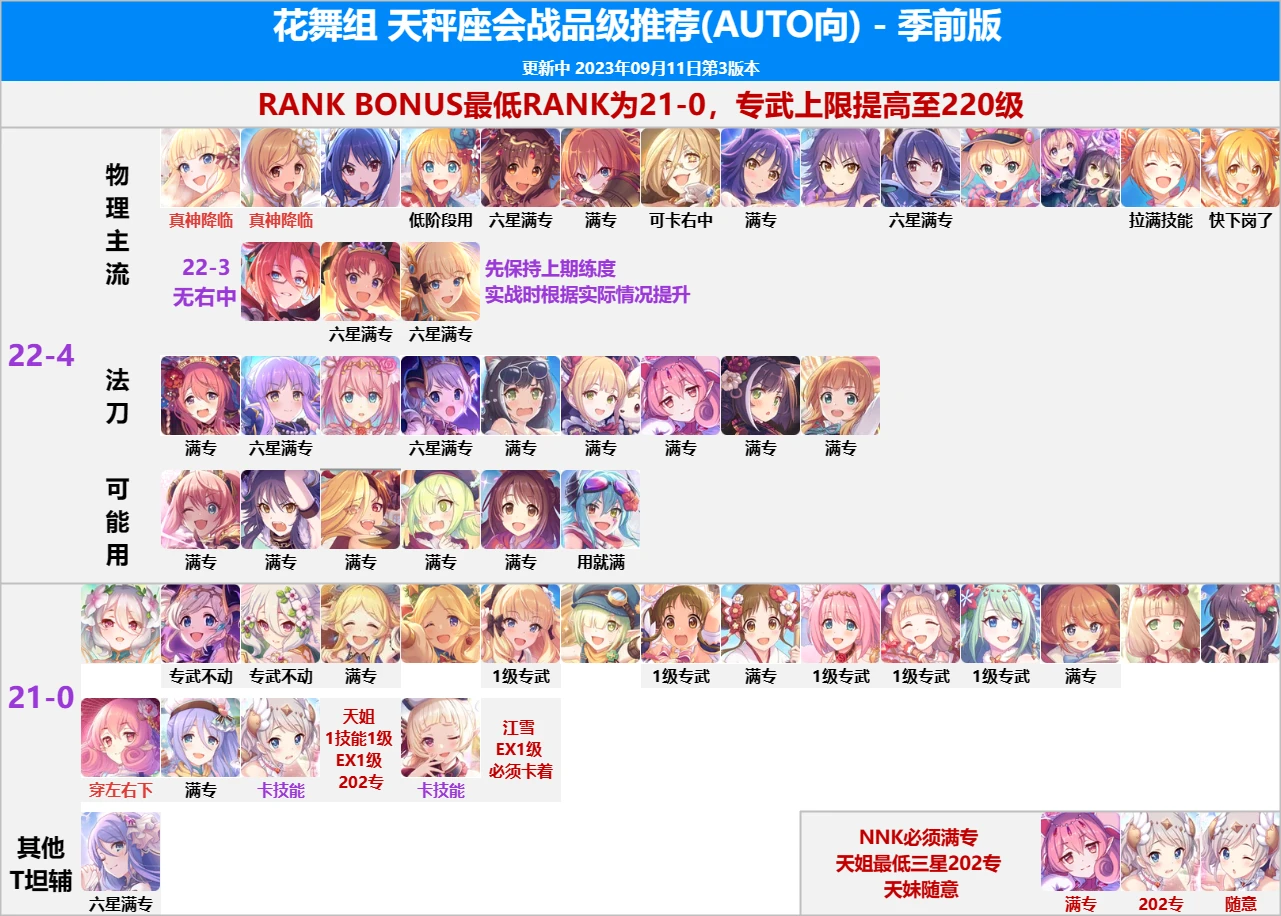 花舞组 天秤座会战品级推荐(AUTO向) - 季前版
更新中 2023年09月11日第3版本
RANK BONUS最低RANK为21-0，专武上限提高至220级
22-4
物理主流
真神降临 真神降临 低阶段用 六星满专 满专 可卡右中 满专 六星满专 拉满技能 快下岗了
22-3
无右中
先保持上期练度
实战时根据实际情况提升
六星满专 六星满专
法刀
满专 六星满专 六星满专 满专 满专 满专 满专 满专
可能用
满专 满专 满专 满专 满专 用就满
21-0
专武不动 专武不动 满专 1级专武 1级专武 满专 1级专武 1级专武 1级专武 满专
天姐
1技能1级
EX1级
202专
江雪
EX1级
必须卡着
穿左右下 满专 卡技能 卡技能
其他
T坦辅
六星满专
NNK必须满专
天姐最低三星202专
天妹随意
满专 202专 随意